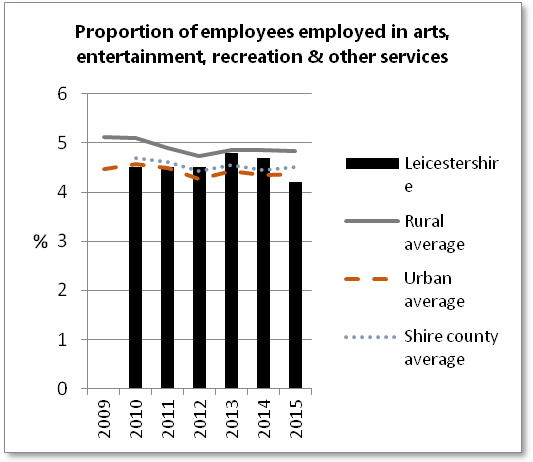 Proportion of employees employed in arts,
entertainment, recreation & other services
6
5
4
3
2
1
0
%
2009
2010
2011
2012
2013
2014
2015
Leicestershir
e
Rural
average
Urban
average
Shire county
average